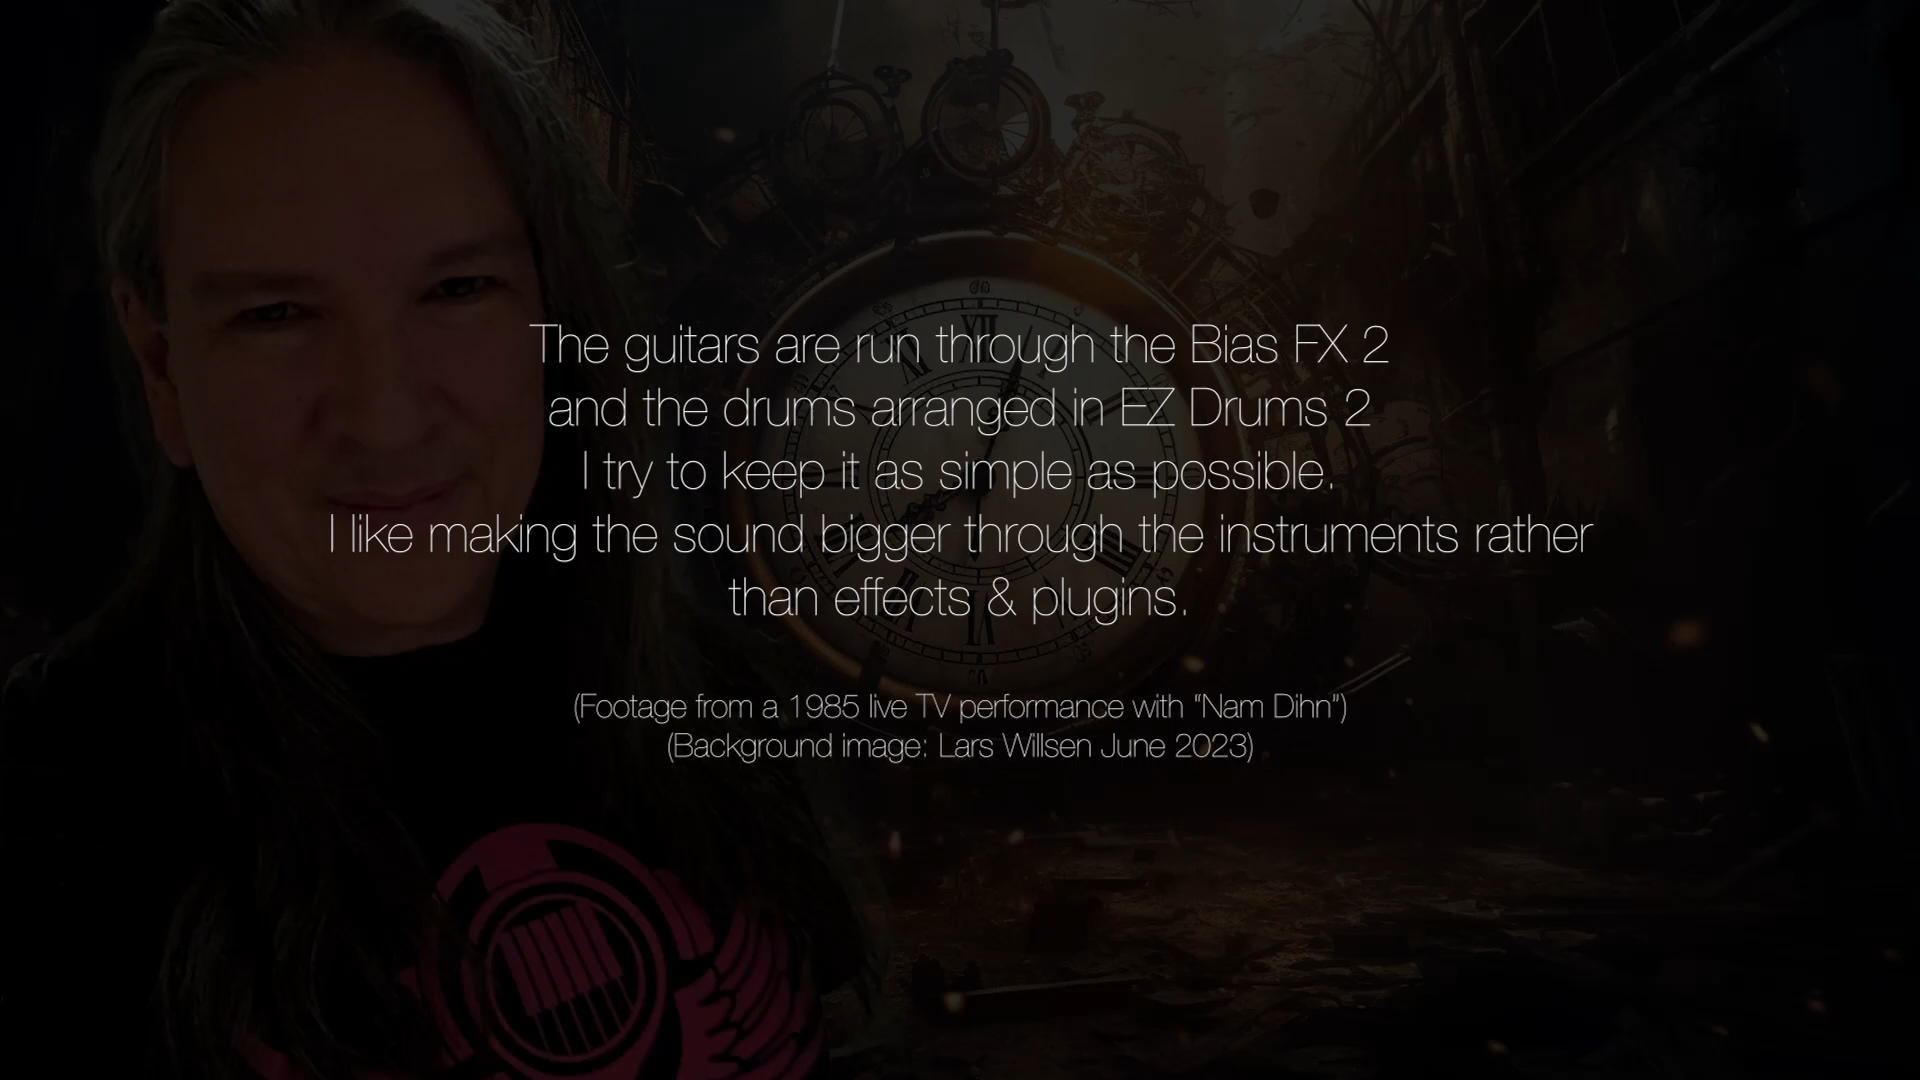 The guitars are run through the Bias FX 2
and the drums arranged in EZ Drums 2
I try to keep it as simple as possible.
I like making the sound bigger through the instruments rather
than effects & plugins.
(Footage from a 1985 live TV performance with “Nam Dihn”)
(Background image: Lars Willsen June 2023)